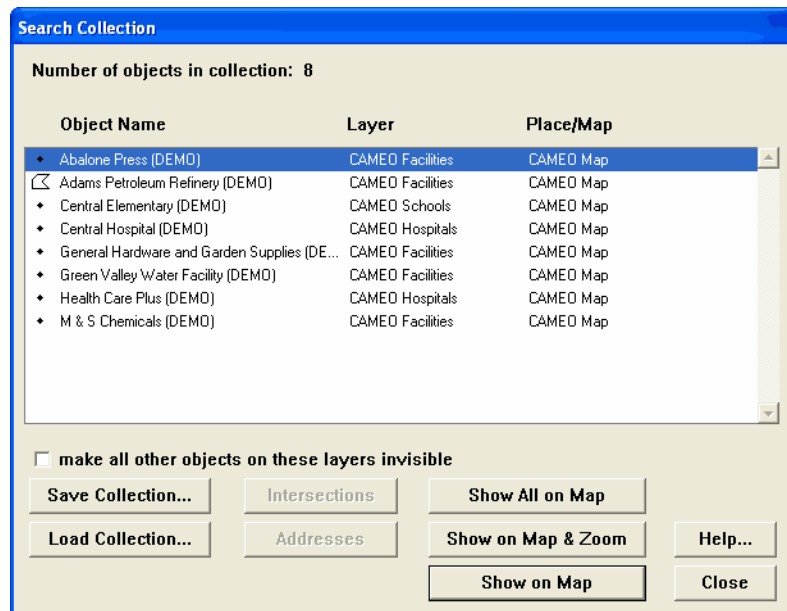 Search Collection
Number of objects in collection: 8
Object Name Layer Place/Map
Abalone Press (DEMO) CAMEO Facilities CAMEO Map
Adams Petroleum Refinery (DEMO) CAMEO Facilities CAMEO Map
Central Elementary (DEMO) CAMEO Schools CAMEO Map
Central Hospital (DEMO) CAMEO Hospitals CAMEO Map
General Hardware and Garden Supplies (DE... CAMEO Facilities CAMEO Map
Green Valley Water Facility (DEMO) CAMEO Facilities CAMEO Map
Health Care Plus (DEMO) CAMEO Hospitals CAMEO Map
M & S Chemicals (DEMO) CAMEO Facilities CAMEO Map
make all other objects on these layers invisible
Save Collection... Intersections Show All on Map
Load Collection... Addresses Show on Map & Zoom Help...
Show on Map Close